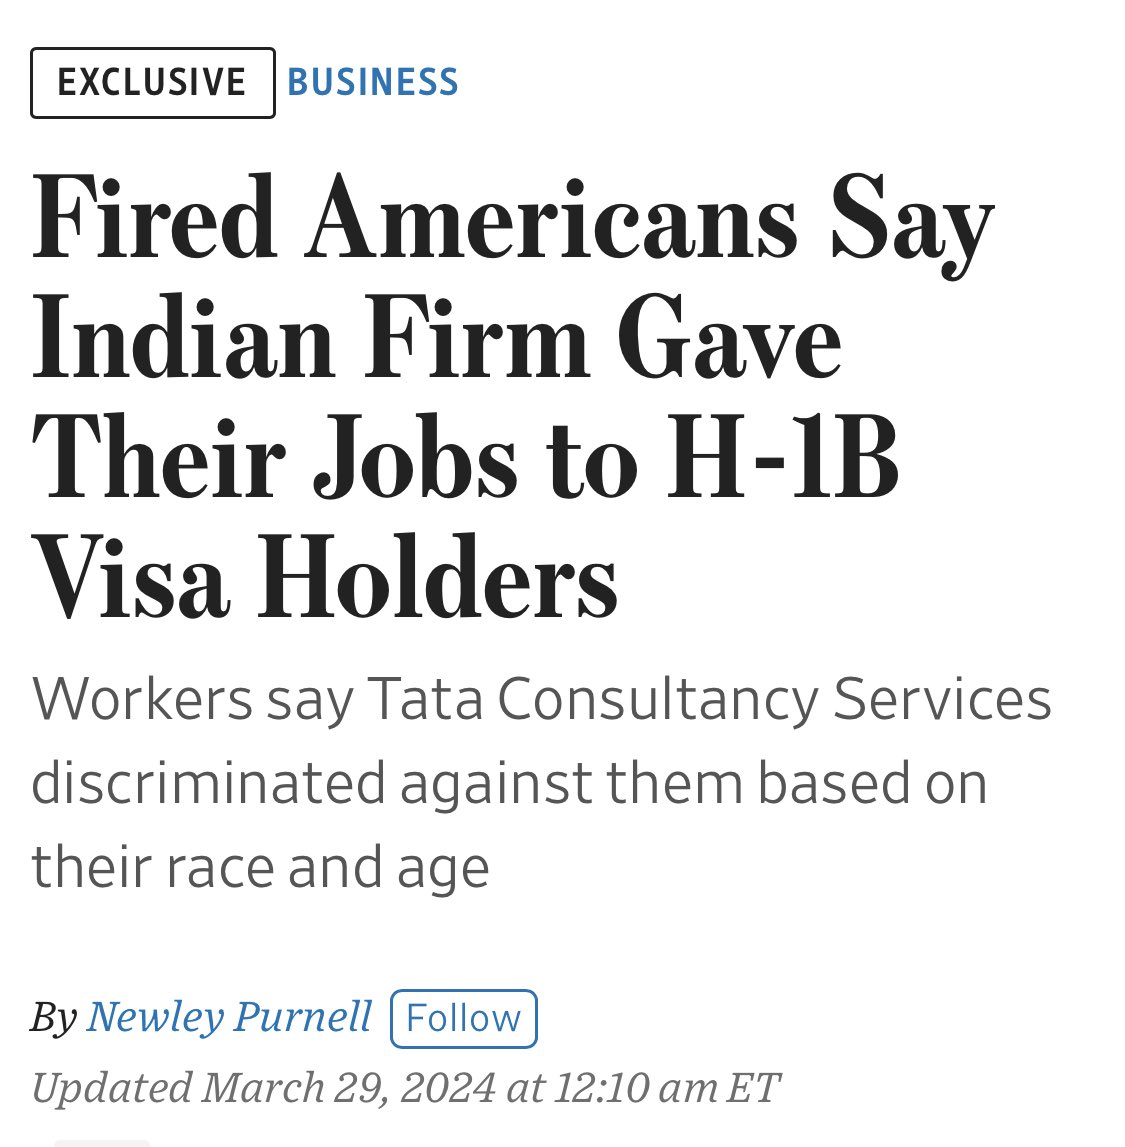 EXCLUSIVE BUSINESS
Fired Americans Say
Indian Firm Gave
Their Jobs to H-1B
Visa Holders
Workers say Tata Consultancy Services
discriminated against them based on
their race and age
By Newley Purnell Follow
Updated March 29, 2024 at 12:10 am ET